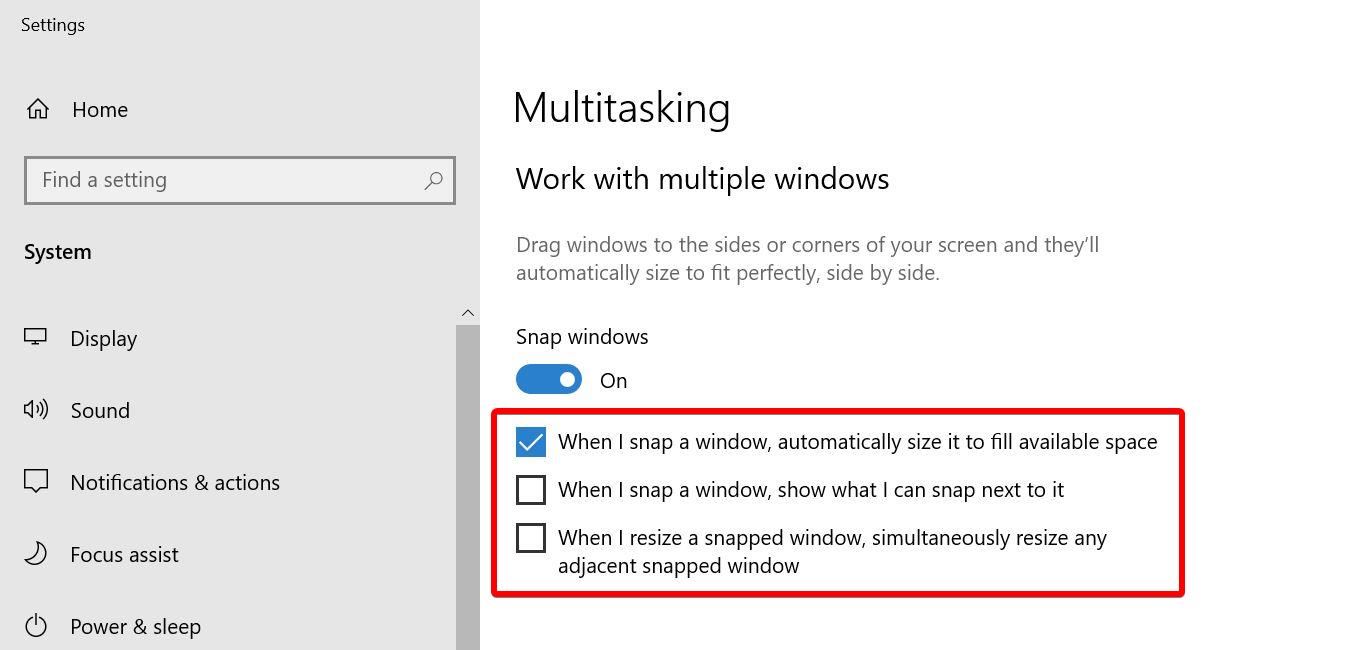 Settings
Home
Find a setting
System
Display
Sound
Notifications & actions
Focus assist
Power & sleep
Multitasking
Work with multiple windows
Drag windows to the sides or corners of your screen and they’ll
automatically size to fit perfectly, side by side.
Snap windows
On
When I snap a window, automatically size it to fill available space
When I snap a window, show what I can snap next to it
When I resize a snapped window, simultaneously resize any
adjacent snapped window